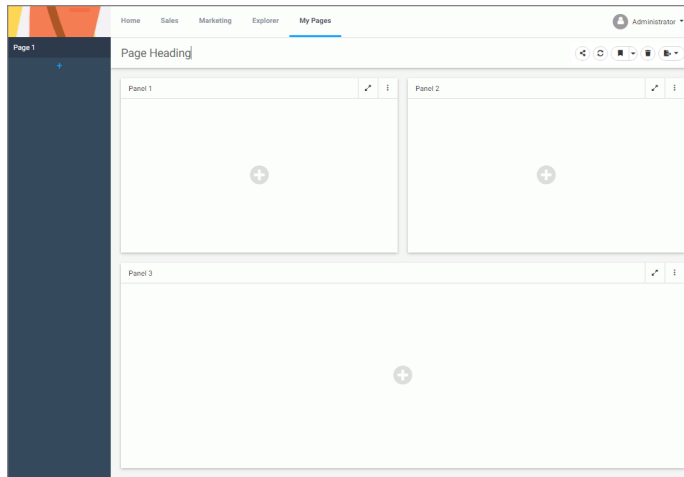 Home Sales Marketing Explorer My Pages Administrator
Page 1
Page Heading
Panel 1
Panel 2
Panel 3